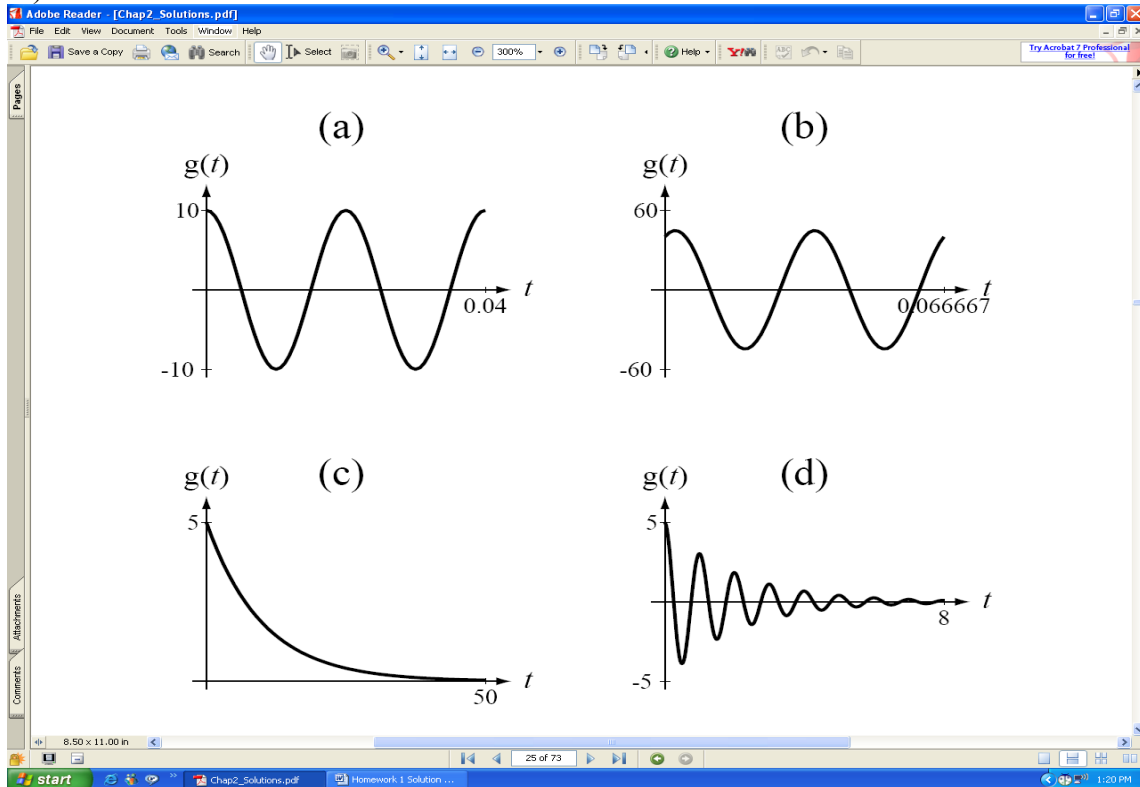 Adobe Reader - [Chap2_Solutions.pdf]
File Edit View Document Tools Window Help
Save a Copy Search Select 300% Help Y! ABC
Try Acrobat 7 Professional
for free!
Pages
Attachments
Comments
(a)
g(t)
10
t
0.04
-10
(b)
g(t)
60
t
0.066667
-60
(c)
g(t)
5
t
50
(d)
g(t)
5
t
8
-5
8.50 x 11.00 in
25 of 73
start Chap2_Solutions.pdf Homework 1 Solution ... 1:20 PM